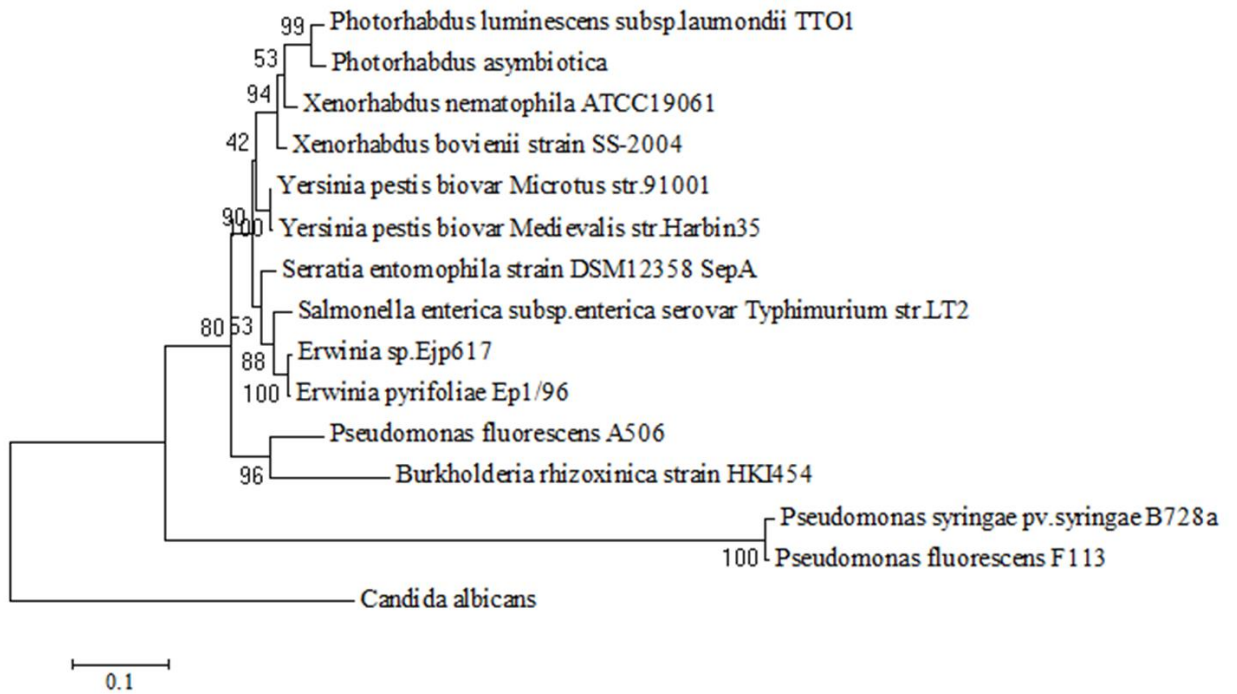 99
Photorhabdus luminescens subsp.laumondii TTO1
53
Photorhabdus asymbiotica
94
Xenorhabdus nematophila ATCC19061
42
Xenorhabdus bovienii strain SS-2004
Yersinia pestis biovar Microtus str.91001
90
100
Yersinia pestis biovar Medievalis str.Harbin35
Serratia entomophila strain DSM12358 SepA
Salmonella enterica subsp.enterica serovar Typhimurium str.LT2
80
53
Erwinia sp.Ejp617
88
Erwinia pyrifoliae Ep1/96
100
Pseudomonas fluorescens A506
96
Burkholderia rhizoxinica strain HKI454
Pseudomonas syringae pv.syringae B728a
100
Pseudomonas fluorescens F113
Candida albicans
0.1